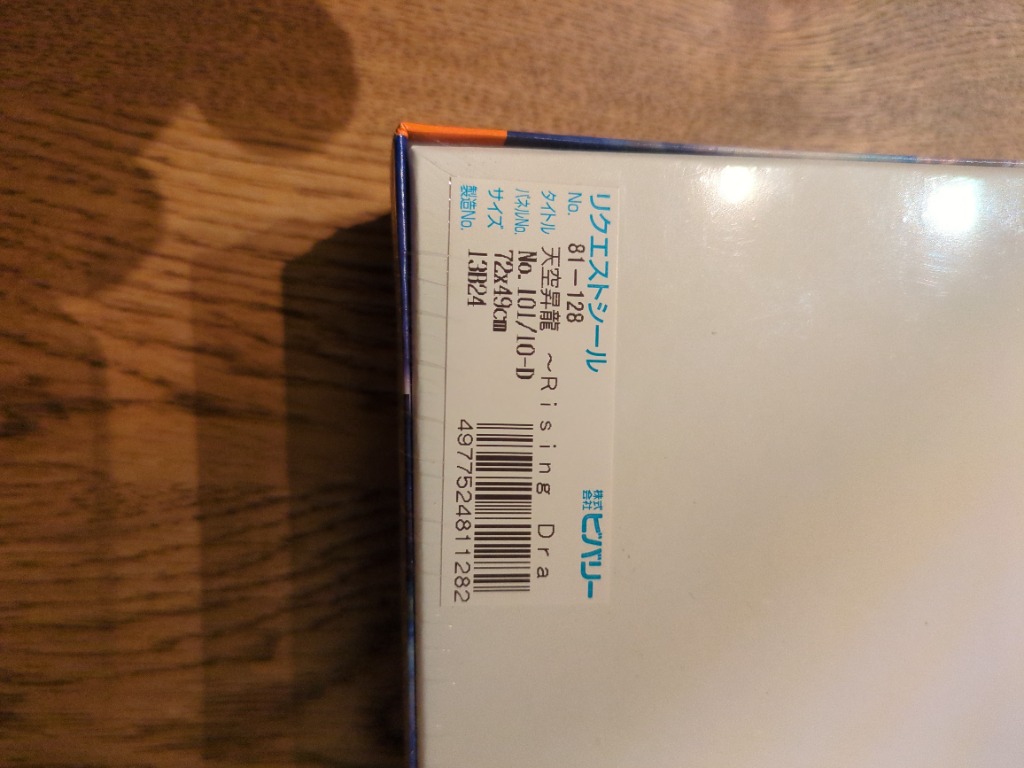 リクエストシール 株式会社ビバリー
No. 81-128
タイトル 天空昇龍 ～Rising Dra
パネルNo. No.101/10-D
サイズ 72x49cm
製造No. 13B24
4977524811282